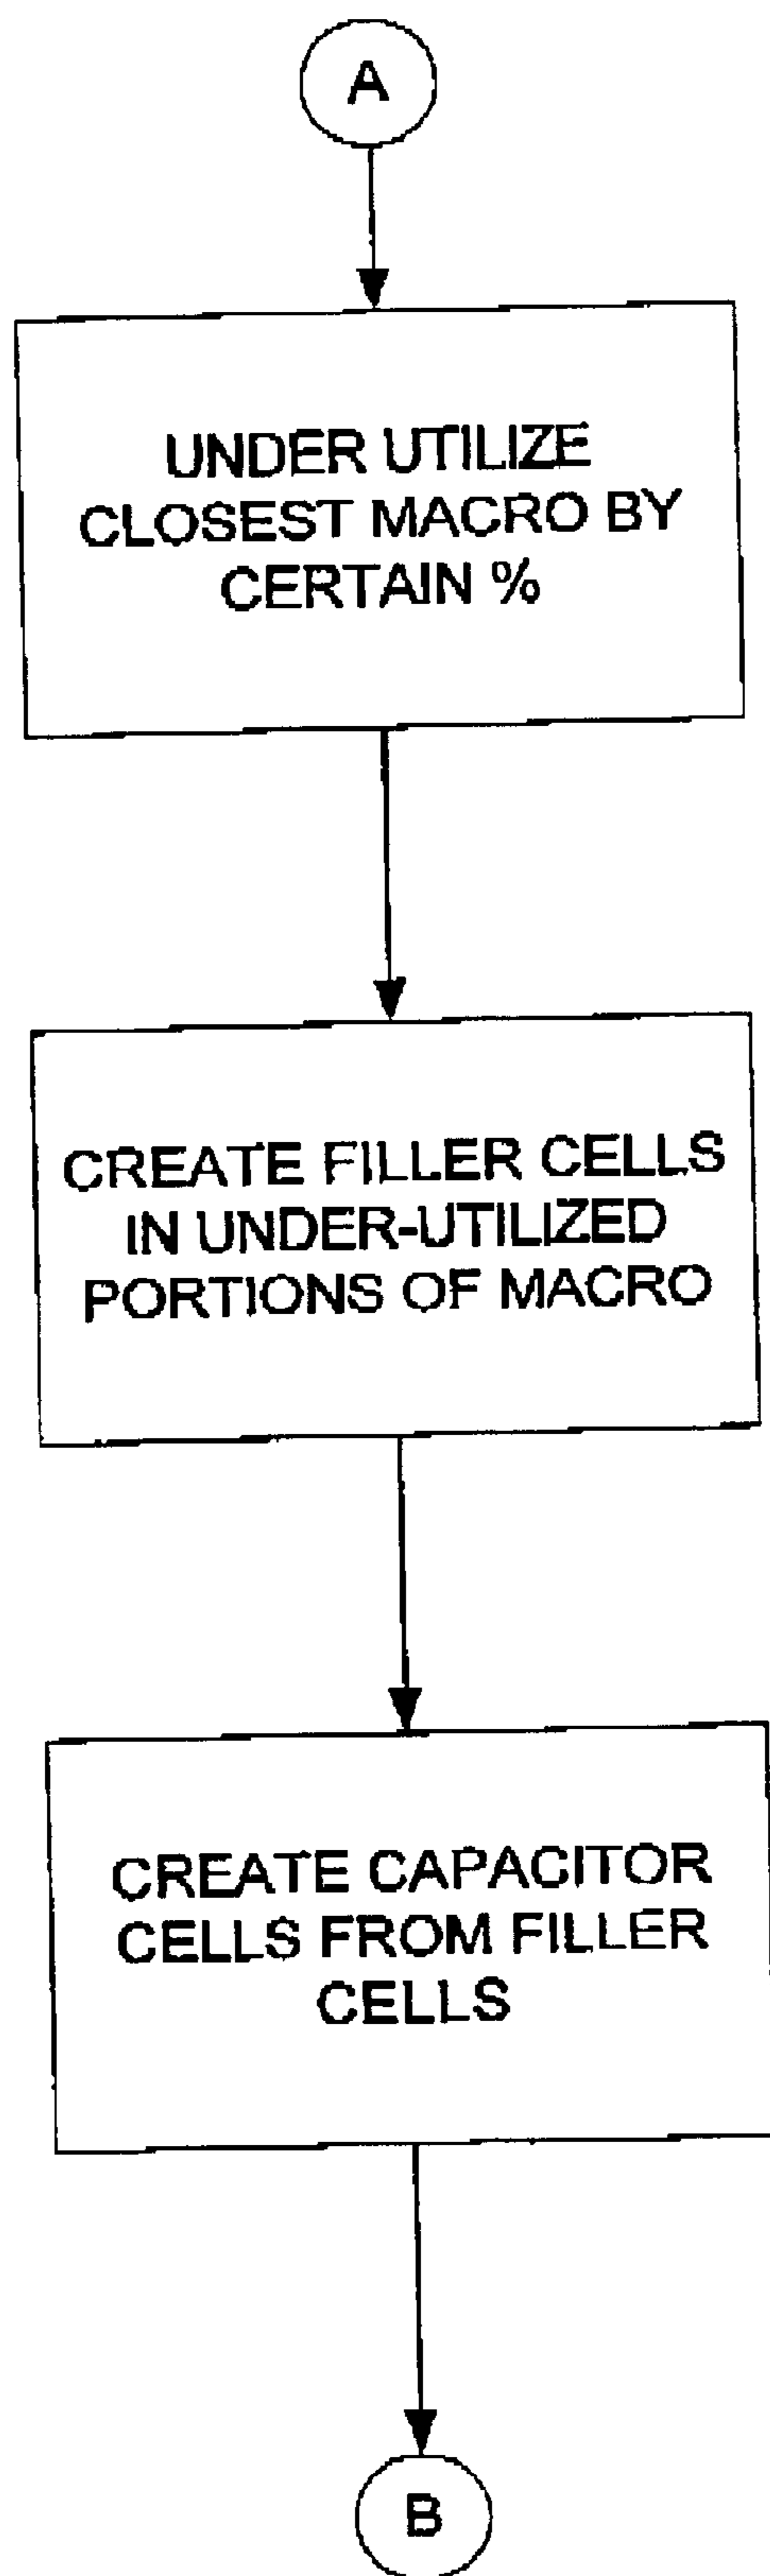 A
UNDER UTILIZE
CLOSEST MACRO BY
CERTAIN %
CREATE FILLER CELLS
IN UNDER-UTILIZED
PORTIONS OF MACRO
CREATE CAPACITOR
CELLS FROM FILLER
CELLS
B